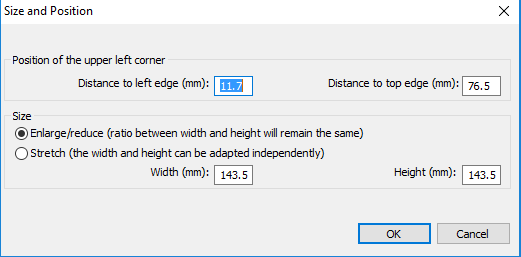 Size and Position
Position of the upper left corner
Distance to left edge (mm): 11.7 Distance to top edge (mm): 76.5
Size
Enlarge/reduce (ratio between width and height will remain the same)
Stretch (the width and height can be adapted independently)
Width (mm): 143.5 Height (mm): 143.5
OK Cancel